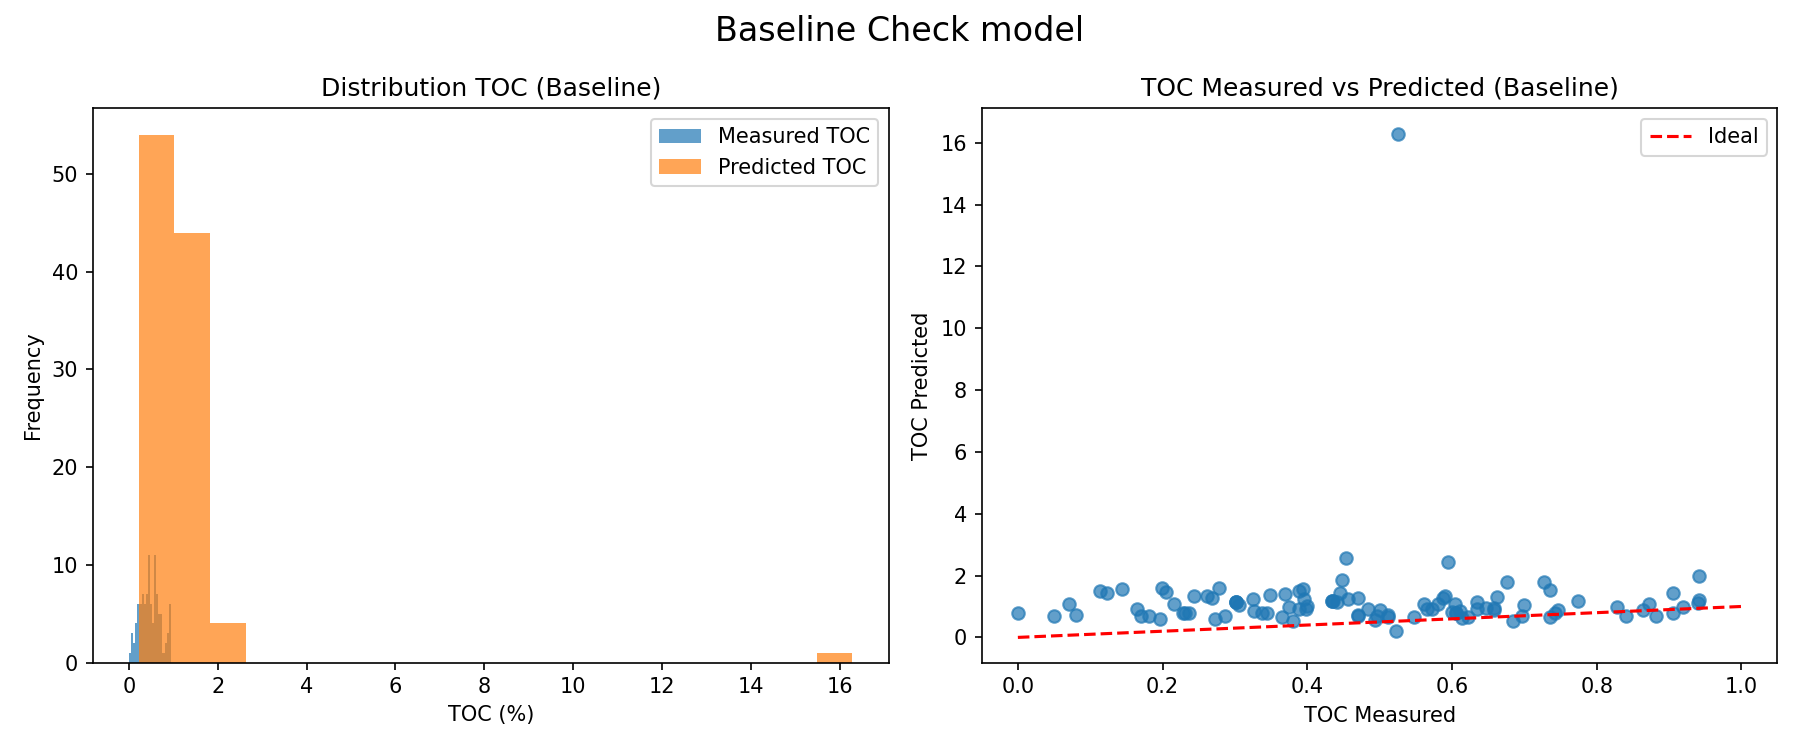 Baseline Check model
Distribution TOC (Baseline)
Measured TOC
Predicted TOC
50
40
30
20
10
0
Frequency
0 2 4 6 8 10 12 14 16
TOC (%)
TOC Measured vs Predicted (Baseline)
Ideal
16
14
12
10
8
6
4
2
0
TOC Predicted
0.0 0.2 0.4 0.6 0.8 1.0
TOC Measured